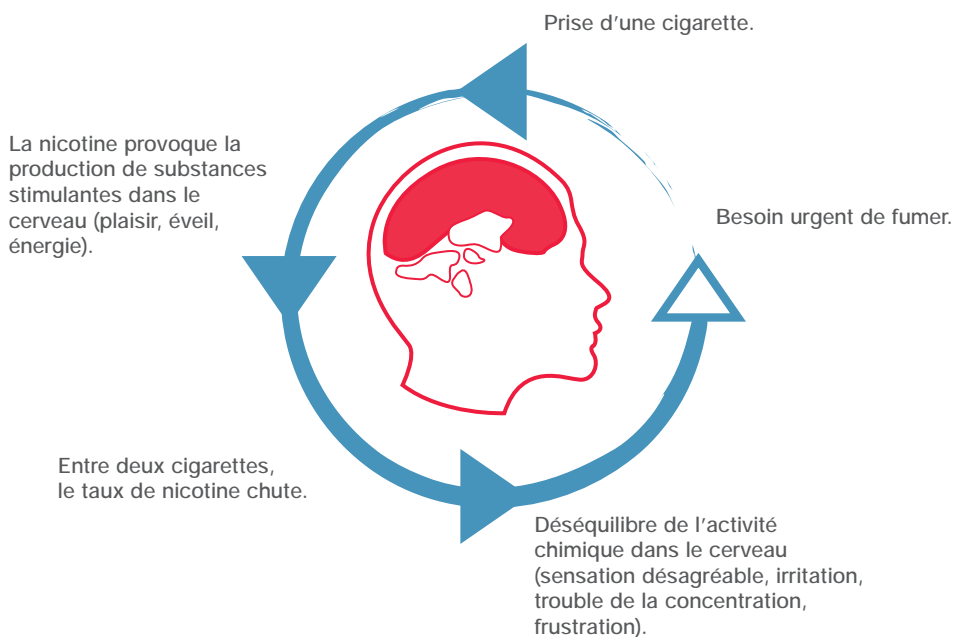 Prise d'une cigarette.
La nicotine provoque la
production de substances
stimulantes dans le
cerveau (plaisir, éveil,
énergie).
Entre deux cigarettes,
le taux de nicotine chute.
Déséquilibre de l'activité
chimique dans le cerveau
(sensation désagréable, irritation,
trouble de la concentration,
frustration).
Besoin urgent de fumer.